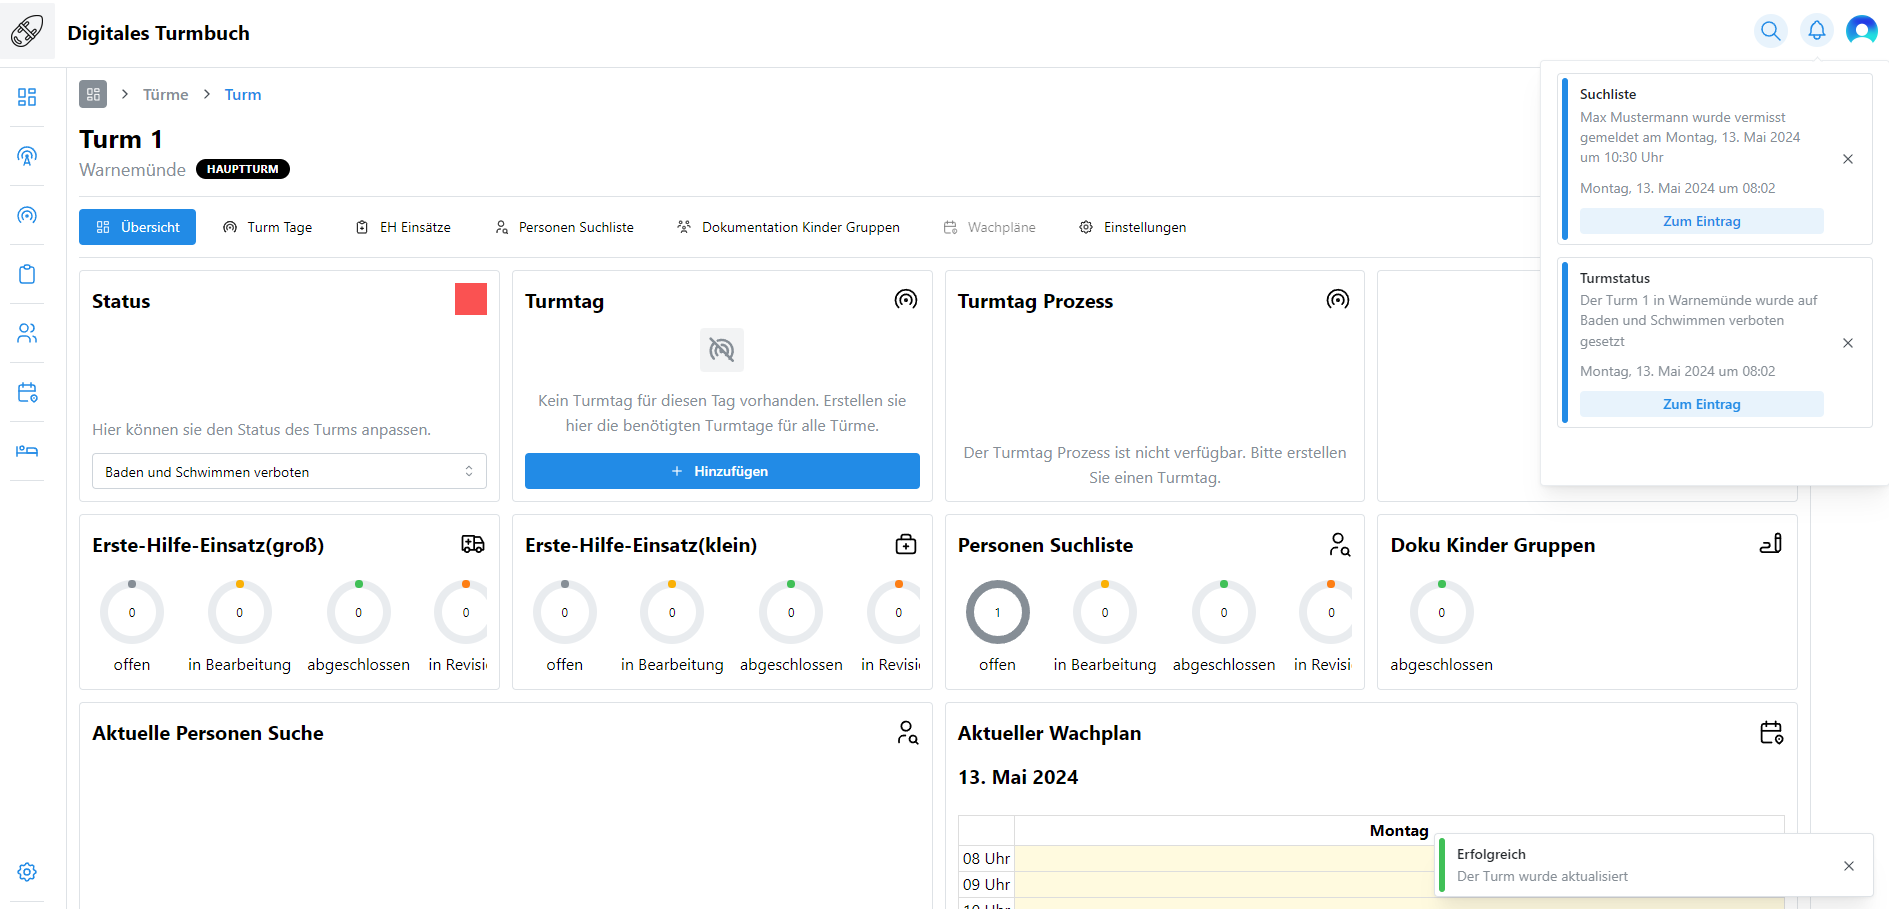 Digitales Turmbuch
Türme
Turm
Turm 1
Warnemünde
HAUPTTURM
Übersicht
Turm Tage
EH Einsätze
Personen Suchliste
Dokumentation Kinder Gruppen
Wachpläne
Einstellungen
Status
Hier können sie den Status des Turms anpassen.
Baden und Schwimmen verboten
Turmtag
Kein Turmtag für diesen Tag vorhanden. Erstellen sie
hier die benötigten Turmtage für alle Türme.
Hinzufügen
Turmtag Prozess
Der Turmtag Prozess ist nicht verfügbar. Bitte erstellen
Sie einen Turmtag.
Suchliste
Max Mustermann wurde vermisst
gemeldet am Montag, 13. Mai 2024
um 10:30 Uhr
Montag, 13. Mai 2024 um 08:02
Zum Eintrag
Turmstatus
Der Turm 1 in Warnemünde wurde auf
Baden und Schwimmen verboten
gesetzt
Montag, 13. Mai 2024 um 08:02
Zum Eintrag
Erste-Hilfe-Einsatz(groß)
0
0
0
0
offen
in Bearbeitung
abgeschlossen
in Revisi
Erste-Hilfe-Einsatz(klein)
0
0
0
0
offen
in Bearbeitung
abgeschlossen
in Revisi
Personen Suchliste
1
0
0
0
offen
in Bearbeitung
abgeschlossen
in Revisi
Doku Kinder Gruppen
0
abgeschlossen
Aktuelle Personen Suche
Aktueller Wachplan
13. Mai 2024
Montag
08 Uhr
09 Uhr
10 Uhr
Erfolgreich
Der Turm wurde aktualisiert